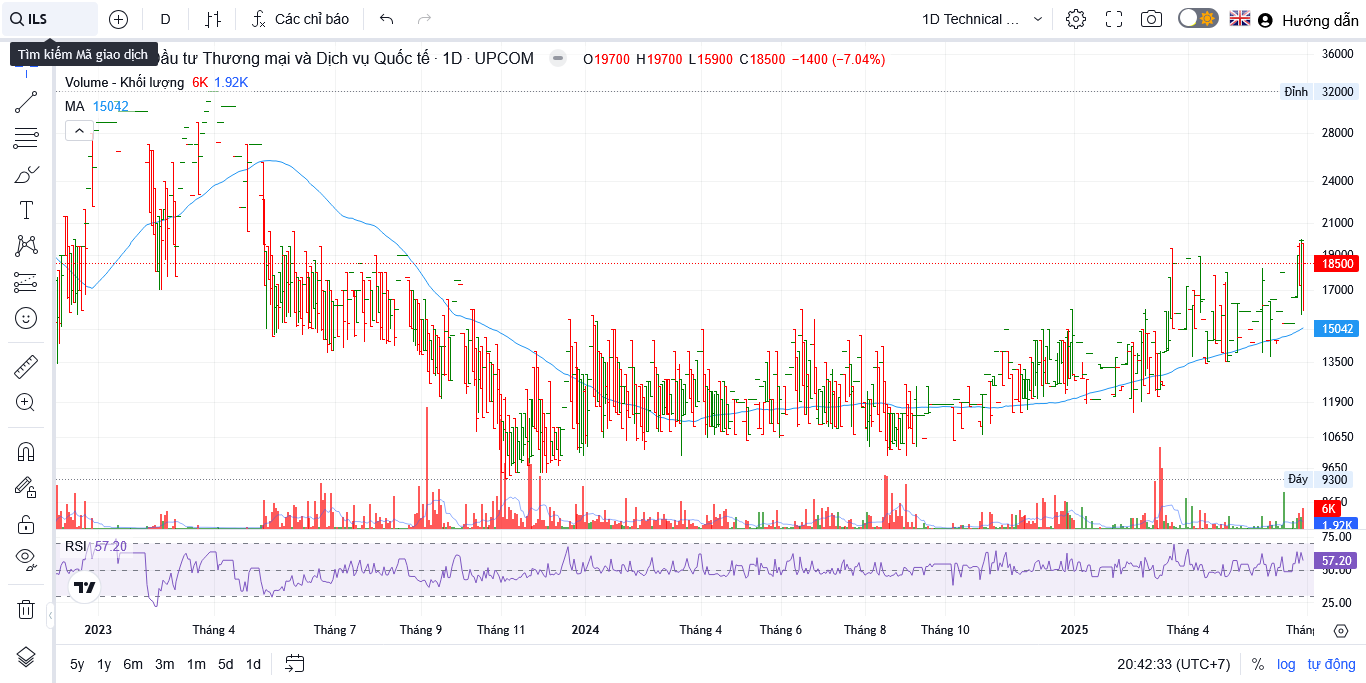 ILS
D
Các chỉ báo
1D Technical ...
Hướng dẫn
Tìm kiếm Mã giao dịch
ầu tư Thương mại và Dịch vụ Quốc tế · 1D · UPCOM
O19700 H19700 L15900 C18500 −1400 (−7.04%)
Volume - Khối lượng 6K 1.92K
MA 15042
36000
Đỉnh 32000
28000
24000
21000
19000
18500
17000
15042
13500
11900
10650
9650
Đáy 9300
8650
6K
1.92K
75.00
RSI 57.20
57.20
50.00
25.00
2023 Tháng 4 Tháng 7 Tháng 9 Tháng 11 2024 Tháng 4 Tháng 6 Tháng 8 Tháng 10 2025 Tháng 4 Thán
5y 1y 6m 3m 1m 5d 1d
20:42:33 (UTC+7) % log tự động